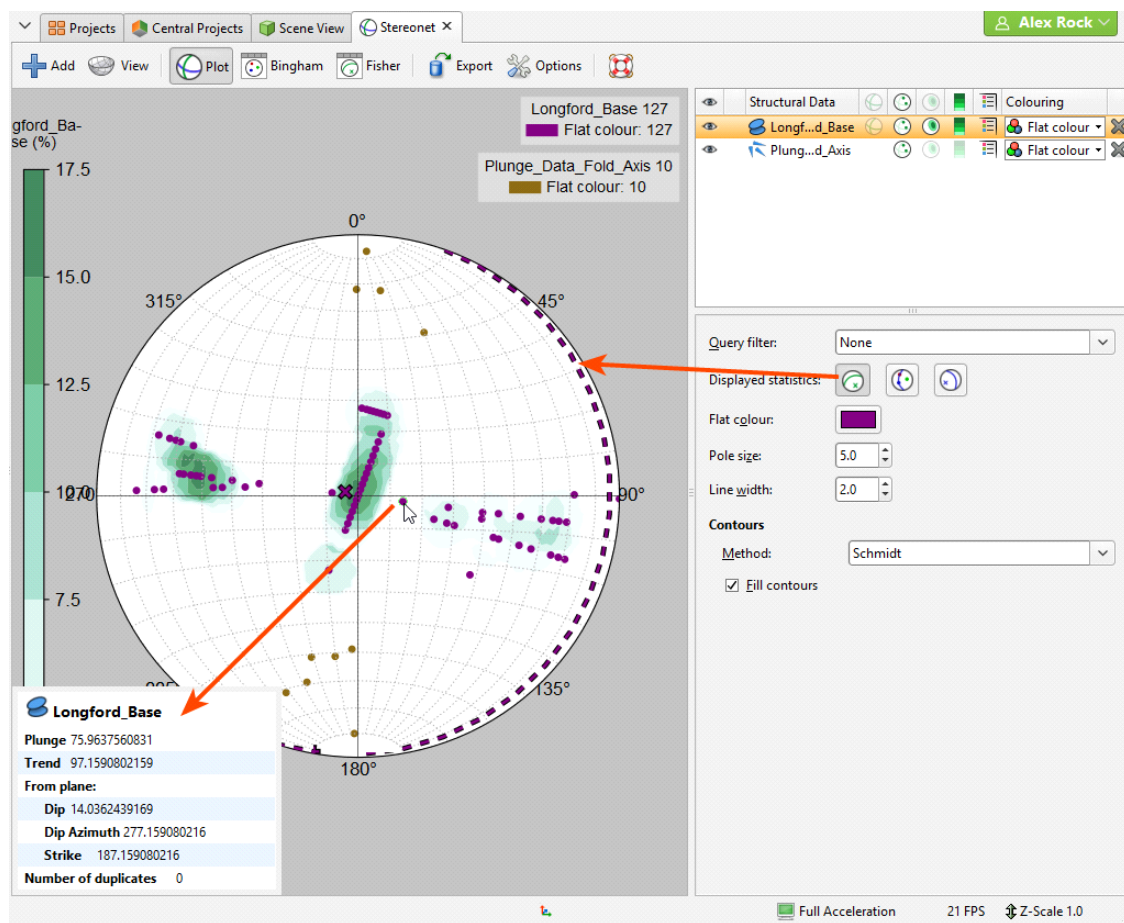 Projects Central Projects Scene View Stereonet Alex Rock
Add View Plot Bingham Fisher Export Options
gford_Ba-
se (%)
17.5
15.0
12.5
10.0
7.5
Longford_Base 127
Flat colour: 127
Plunge_Data_Fold_Axis 10
Flat colour: 10
0°
45°
90°
135°
180°
270
315°
Longford_Base
Plunge 75.9637560831
Trend 97.1590802159
From plane:
Dip 14.0362439169
Dip Azimuth 277.159080216
Strike 187.159080216
Number of duplicates 0
Structural Data Colouring
Longf...d_Base Flat colour
Plung...d_Axis Flat colour
Query filter: None
Displayed statistics:
Flat colour:
Pole size: 5.0
Line width: 2.0
Contours
Method: Schmidt
Fill contours
Full Acceleration 21 FPS Z-Scale 1.0